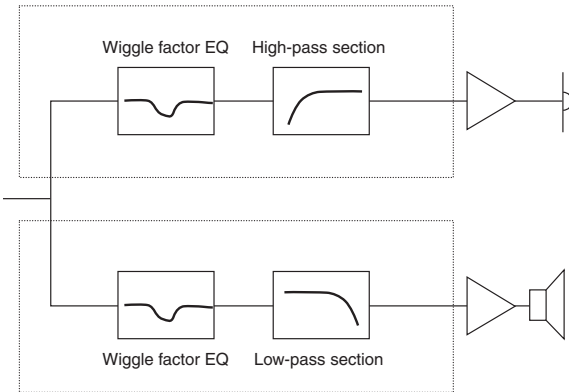 Wiggle factor EQ
High-pass section
Wiggle factor EQ
Low-pass section